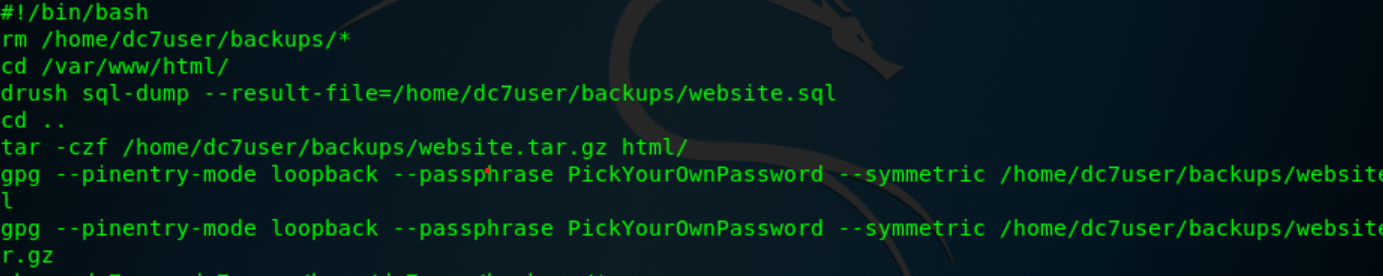 #!/bin/bash
rm /home/dc7user/backups/*
cd /var/www/html/
drush sql-dump --result-file=/home/dc7user/backups/website.sql
cd ..
tar -czf /home/dc7user/backups/website.tar.gz html/
gpg --pinentry-mode loopback --passphrase PickYourOwnPassword --symmetric /home/dc7user/backups/website
l
gpg --pinentry-mode loopback --passphrase PickYourOwnPassword --symmetric /home/dc7user/backups/website
r.gz